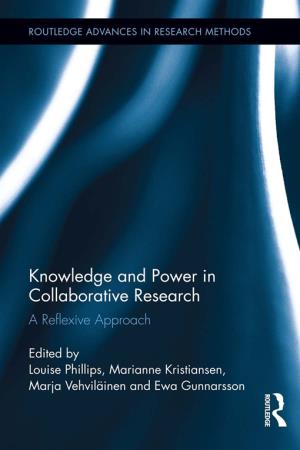 ROUTLEDGE ADVANCES IN RESEARCH METHODS
Knowledge and Power in
Collaborative Research
A Reflexive Approach
Edited by
Louise Phillips, Marianne Kristiansen,
Marja Vehviläinen and Ewa Gunnarsson
ROUTLEDGE